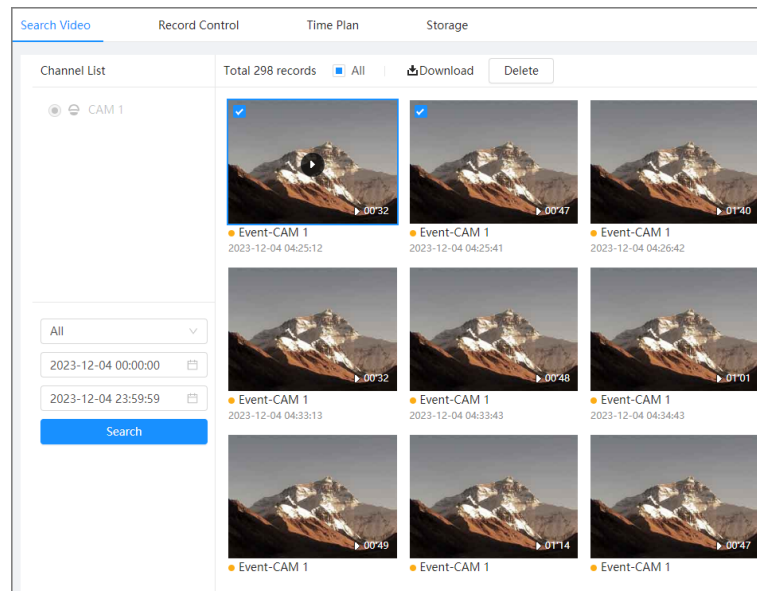 Search Video Record Control Time Plan Storage
Channel List
Total 298 records All Download Delete
CAM 1
00'32 00'47 01'40
Event-CAM 1 Event-CAM 1 Event-CAM 1
2023-12-04 04:25:12 2023-12-04 04:25:41 2023-12-04 04:26:42
All
2023-12-04 00:00:00
2023-12-04 23:59:59
Search
00'32 00'48 01'01
Event-CAM 1 Event-CAM 1 Event-CAM 1
2023-12-04 04:33:13 2023-12-04 04:33:43 2023-12-04 04:34:43
00'49 01'14 00'47
Event-CAM 1 Event-CAM 1 Event-CAM 1